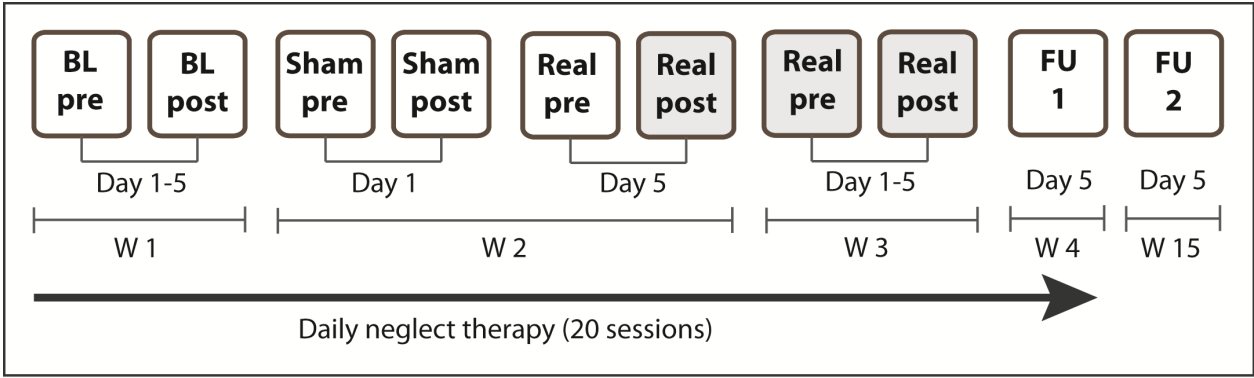 BL pre
BL post
Sham pre
Sham post
Real pre
Real post
Real pre
Real post
FU 1
FU 2
Day 1-5
Day 1
Day 5
Day 1-5
Day 5
Day 5
W 1
W 2
W 3
W 4
W 15
Daily neglect therapy (20 sessions)